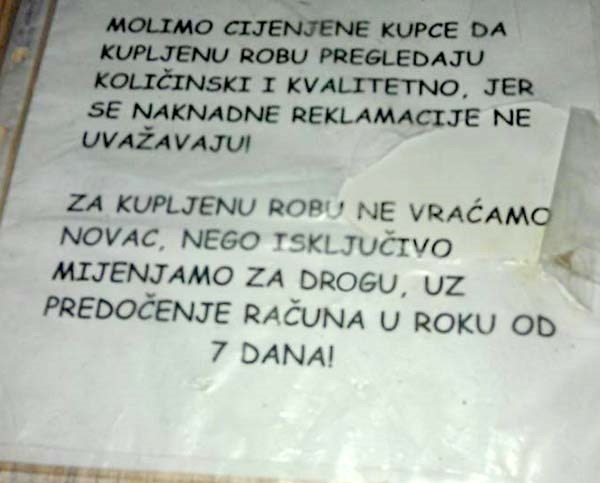 MOLIMO CIJENJENE KUPCE DA
KUPLJENU ROBU PREGLEDAJU
KOLIČINSKI I KVALITETNO, JER
SE NAKNADNE REKLAMACIJE NE
UVAŽAVAJU!
ZA KUPLJENU ROBU NE VRAĆAMO
NOVAC, NEGO ISKLJUČIVO
MIJENJAMO ZA DROGU, UZ
PREDOČENJE RAČUNA U ROKU OD
7 DANA!